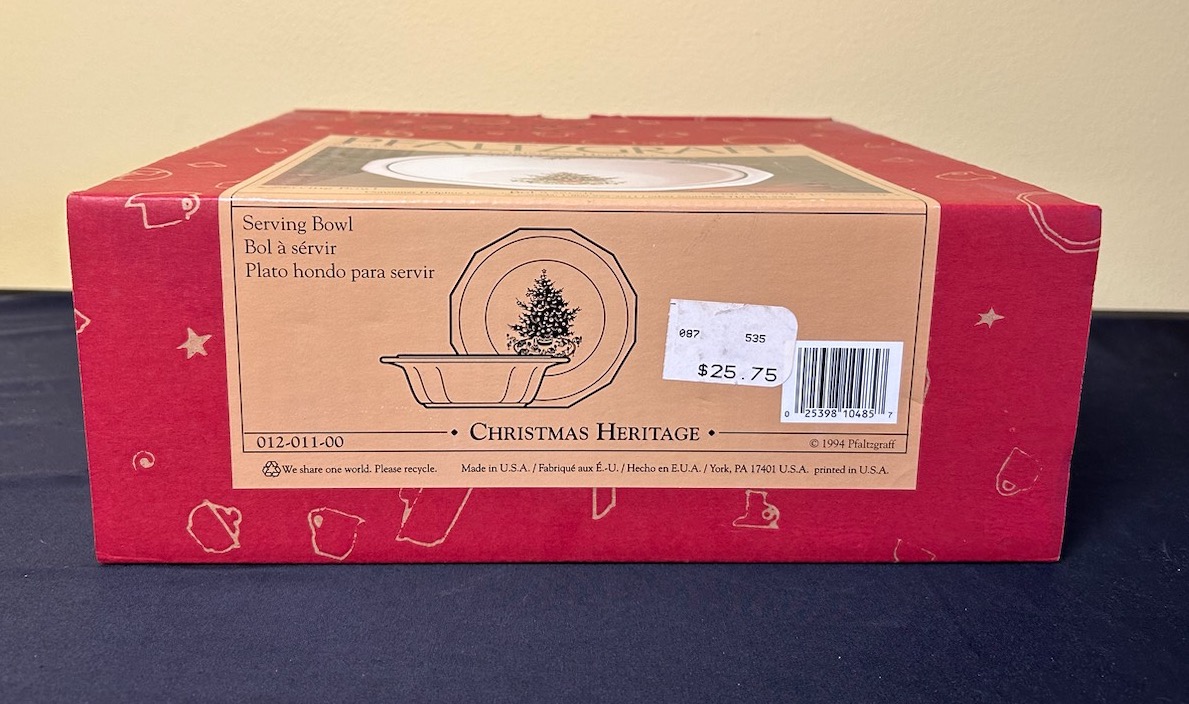 PFALTZGRAFF
Serving Bowl
Bol à sérvir
Plato hondo para servir
087 535
$25.75
0 25398 10485 7
012-011-00
• CHRISTMAS HERITAGE •
© 1994 Pfaltzgraff
We share one world. Please recycle.
Made in U.S.A. / Fabriqué aux É.-U. / Hecho en E.U.A. / York, PA 17401 U.S.A. printed in U.S.A.